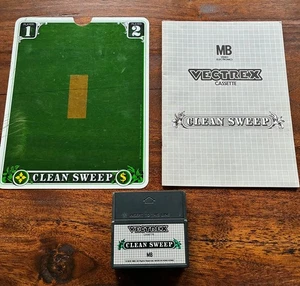 1 2
CLEAN SWEEP $
MB
VECTREX
CASSETTE
CLEAN SWEEP
VECTREX
CLEAN SWEEP
MB